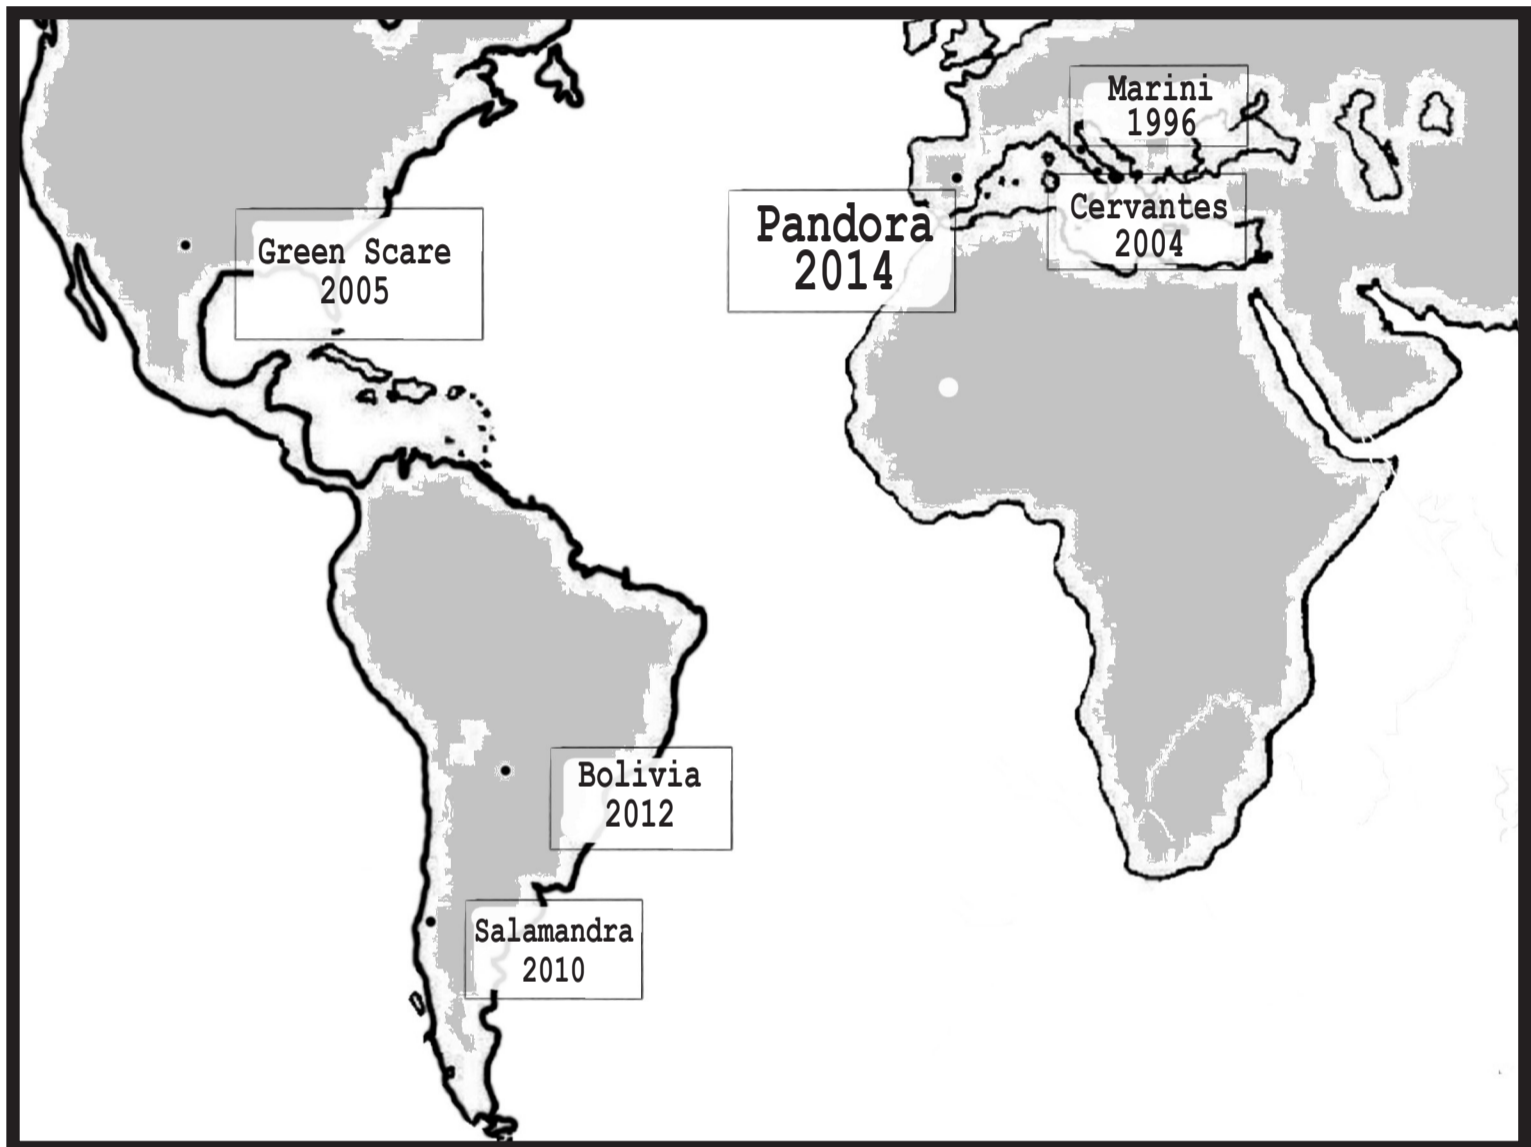 Marini
1996
Pandora
2014
Cervantes
2004
Green Scare
2005
Bolivia
2012
Salamandra
2010